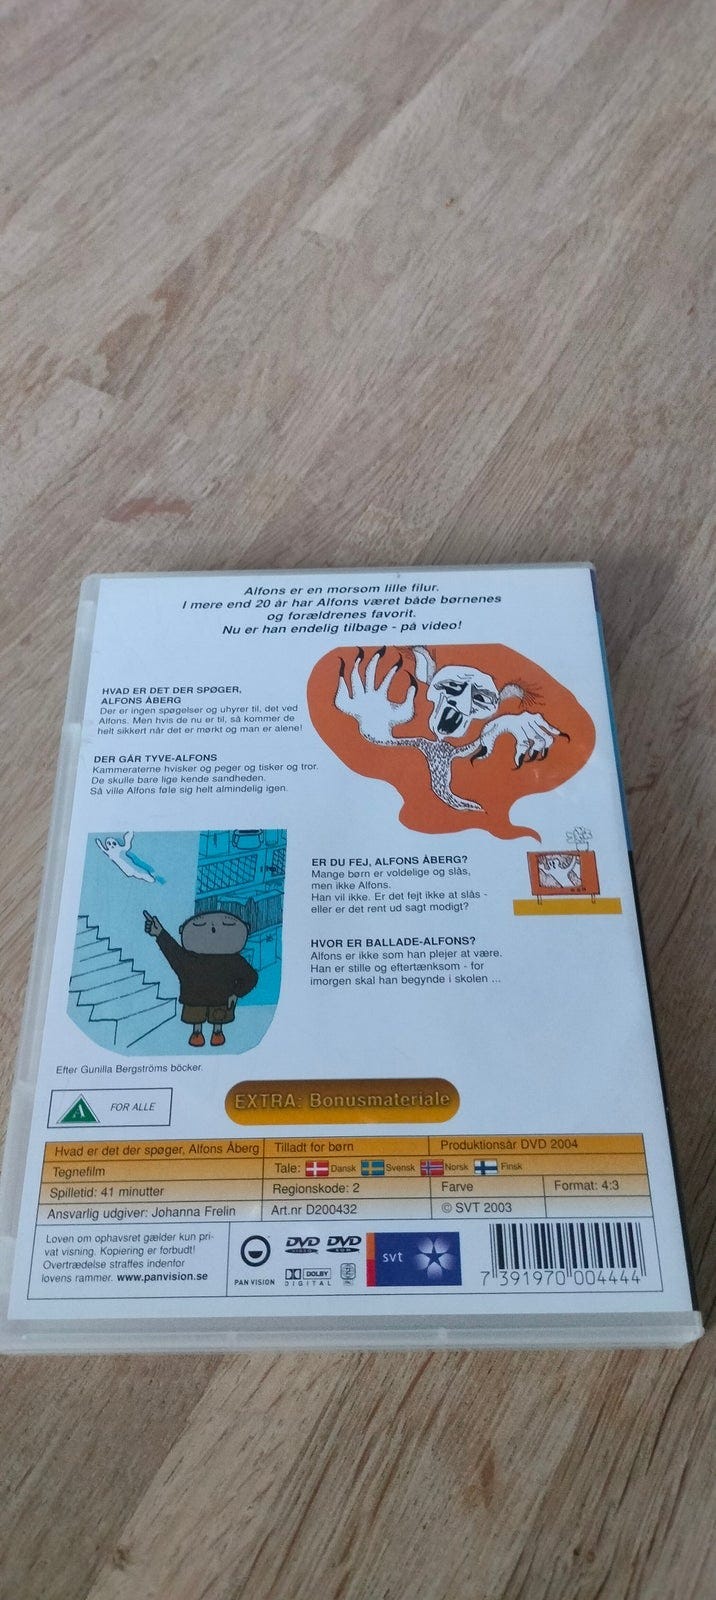 Alfons er en morsom lille filur.
I mere end 20 år har Alfons været både børnenes
og forældrenes favorit.
Nu er han endelig tilbage - på video!
HVAD ER DET DER SPØGER,
ALFONS ÅBERG
Der er ingen spøgelser og uhyrer til, det ved
Alfons. Men hvis de nu er til, så kommer de
helt sikkert når det er mørkt og man er alene!
DER GÅR TYVE-ALFONS
Kammeraterne hvisker og peger og tisker og tror.
De skulle bare lige kende sandheden.
Så ville Alfons føle sig helt almindelig igen.
ER DU FEJ, ALFONS ÅBERG?
Mange børn er voldelige og slås,
men ikke Alfons.
Han vil ikke. Er det fejt ikke at slås -
eller er det rent ud sagt modigt?
HVOR ER BALLADE-ALFONS?
Alfons er ikke som han plejer at være.
Han er stille og eftertænksom - for
imorgen skal han begynde i skolen ...
Efter Gunilla Bergströms böcker.
A FOR ALLE
EXTRA: Bonusmateriale
Hvad er det der spøger, Alfons Åberg Tilladt for børn Produktionsår DVD 2004
Tegnefilm Tale: Dansk Svensk Norsk Finsk
Spilletid: 41 minutter Regionskode: 2 Farve Format: 4:3
Ansvarlig udgiver: Johanna Frelin Art.nr D200432 © SVT 2003
Loven om ophavsret gælder kun pri-
vat visning. Kopiering er forbudt!
Overtrædelse straffes indenfor
lovens rammer. www.panvision.se
PAN VISION
DVD VIDEO DVD ROM
DOLBY DIGITAL
2
svt
7 391970 004444